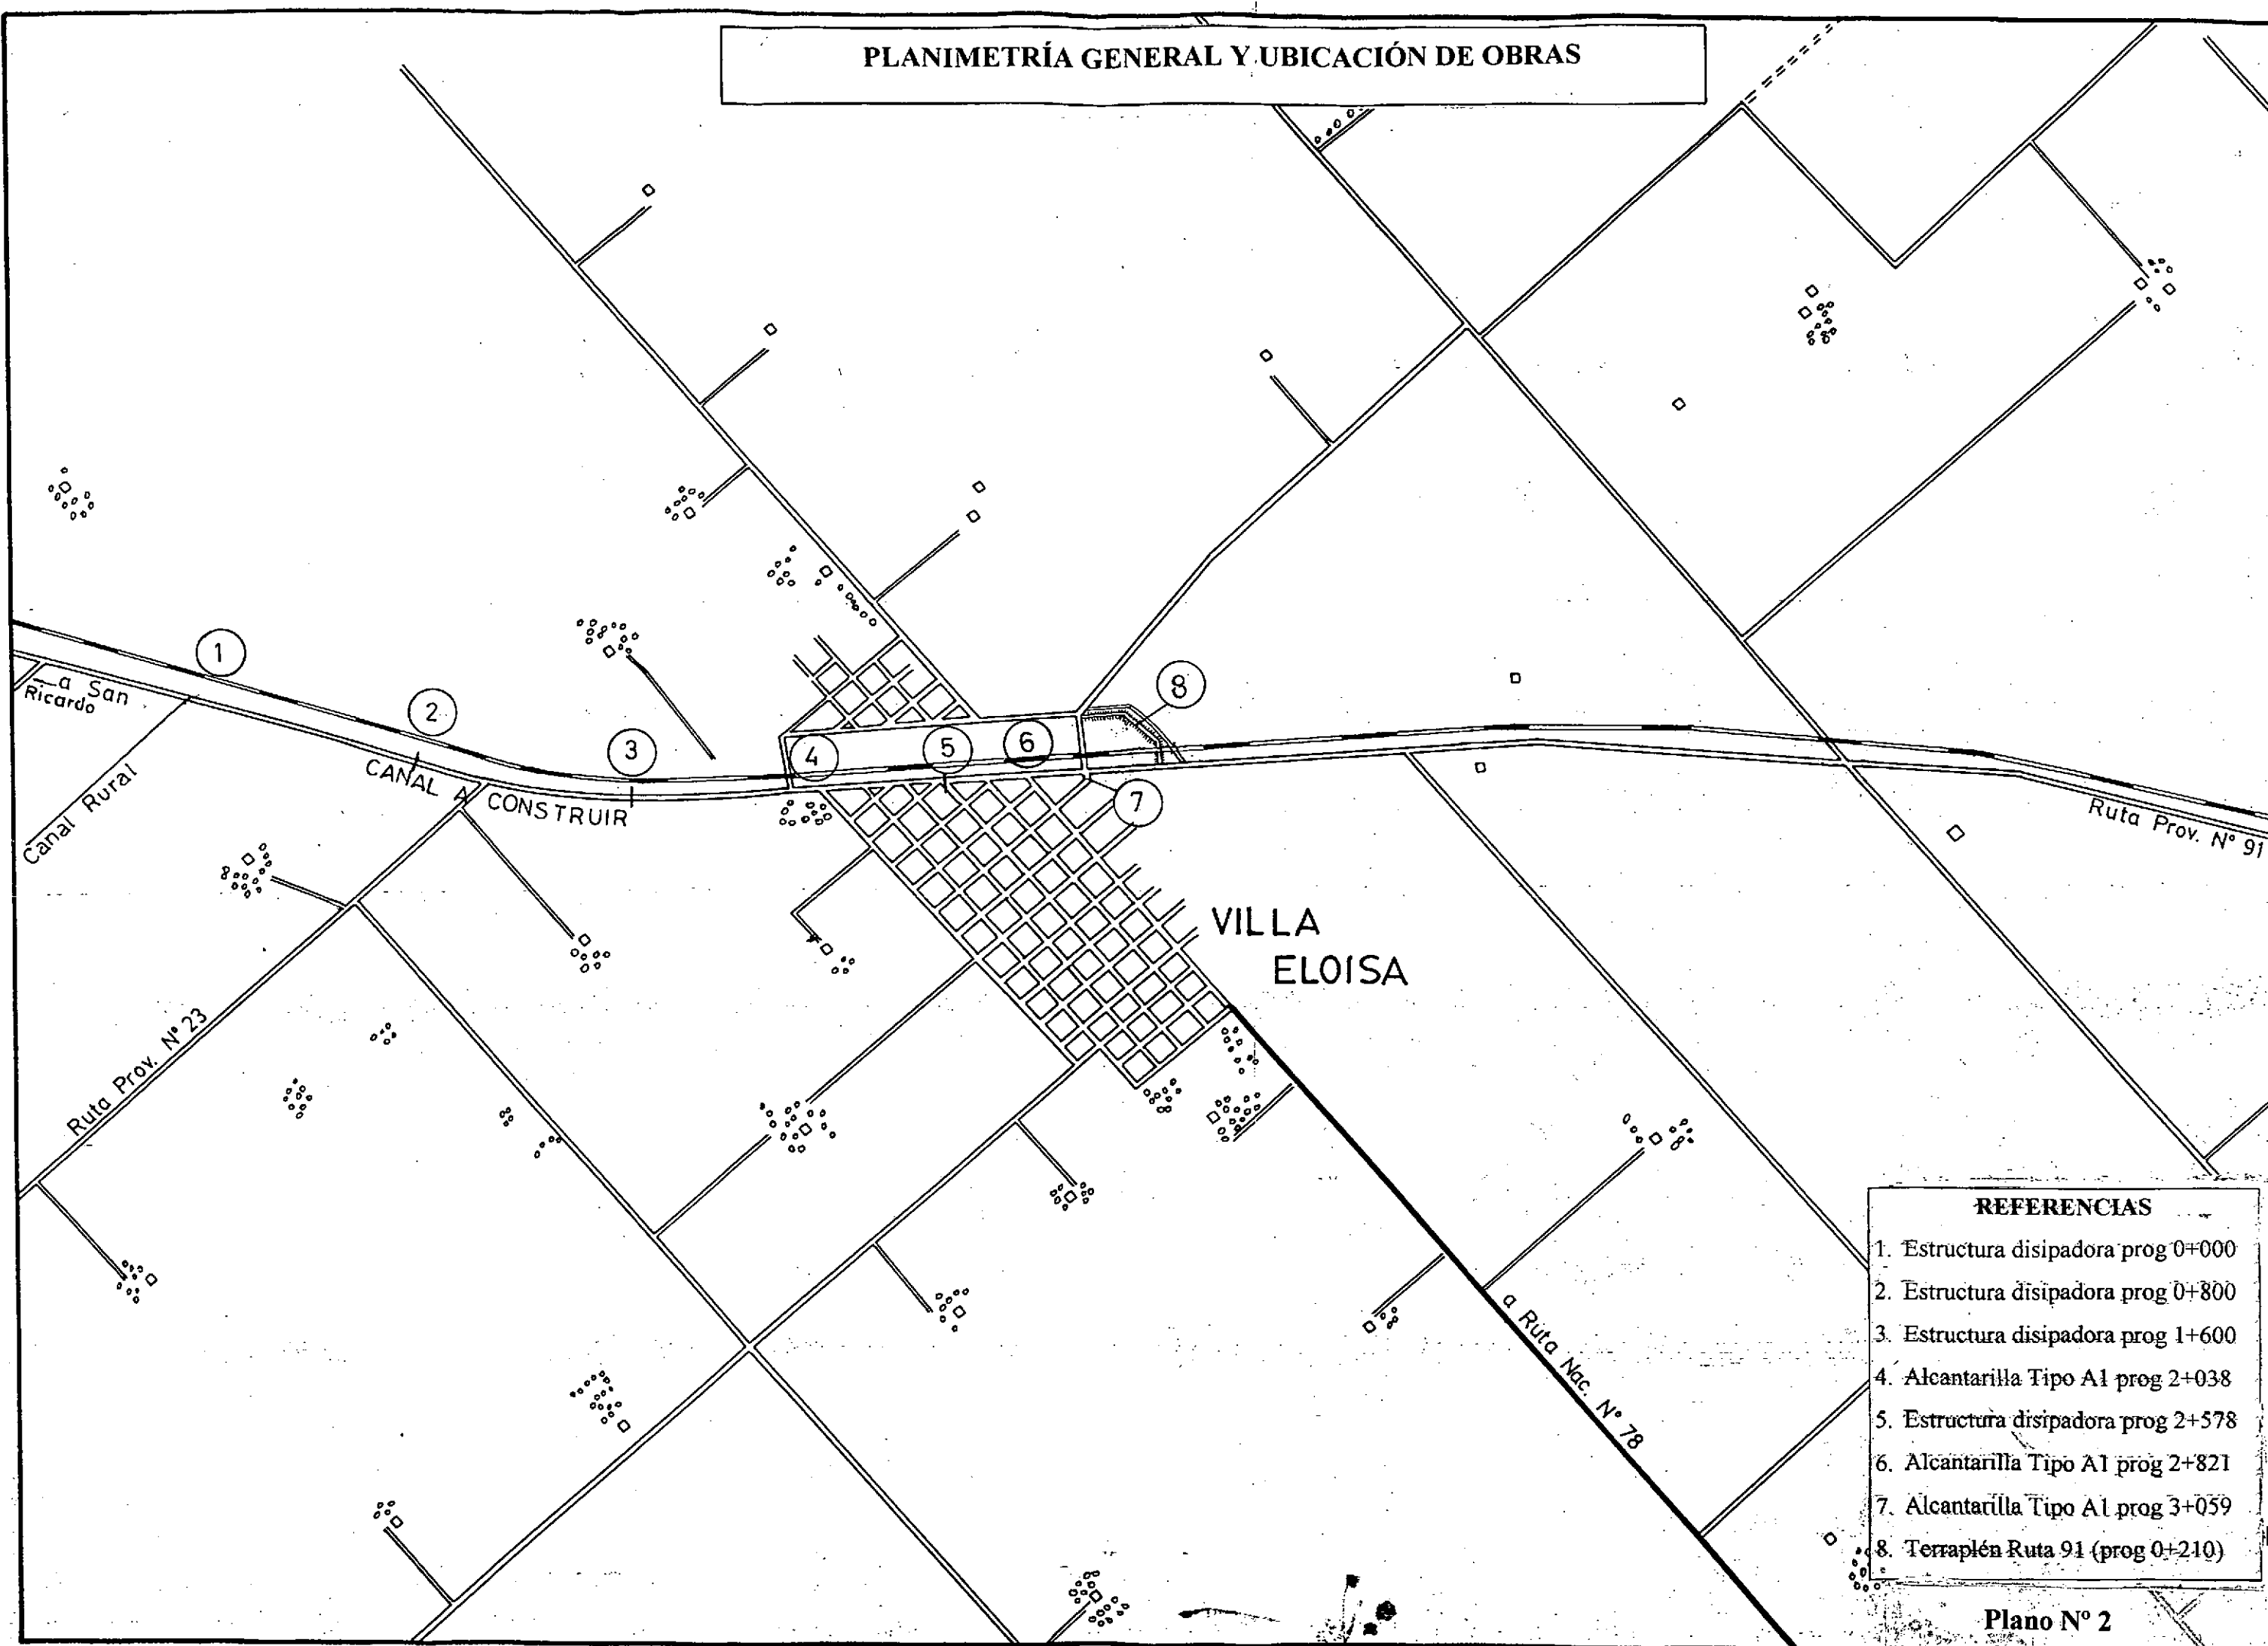 PLANIMETRÍA GENERAL Y UBICACIÓN DE OBRAS
1
2
3
4
5
6
7
8
a San
Ricardo
Canal Rural
CANAL A CONSTRUIR
Ruta Prov. N° 91
VILLA
ELOISA
Ruta Prov. N° 23
a Ruta Nac. N° 78
REFERENCIAS
1. Estructura disipadora prog 0+000
2. Estructura disipadora prog 0+800
3. Estructura disipadora prog 1+600
4. Alcantarilla Tipo A1 prog 2+038
5. Estructura disipadora prog 2+578
6. Alcantarilla Tipo A1 prog 2+821
7. Alcantarilla Tipo A1 prog 3+059
8. Terraplén Ruta 91 (prog 0+210)
Plano Nº 2